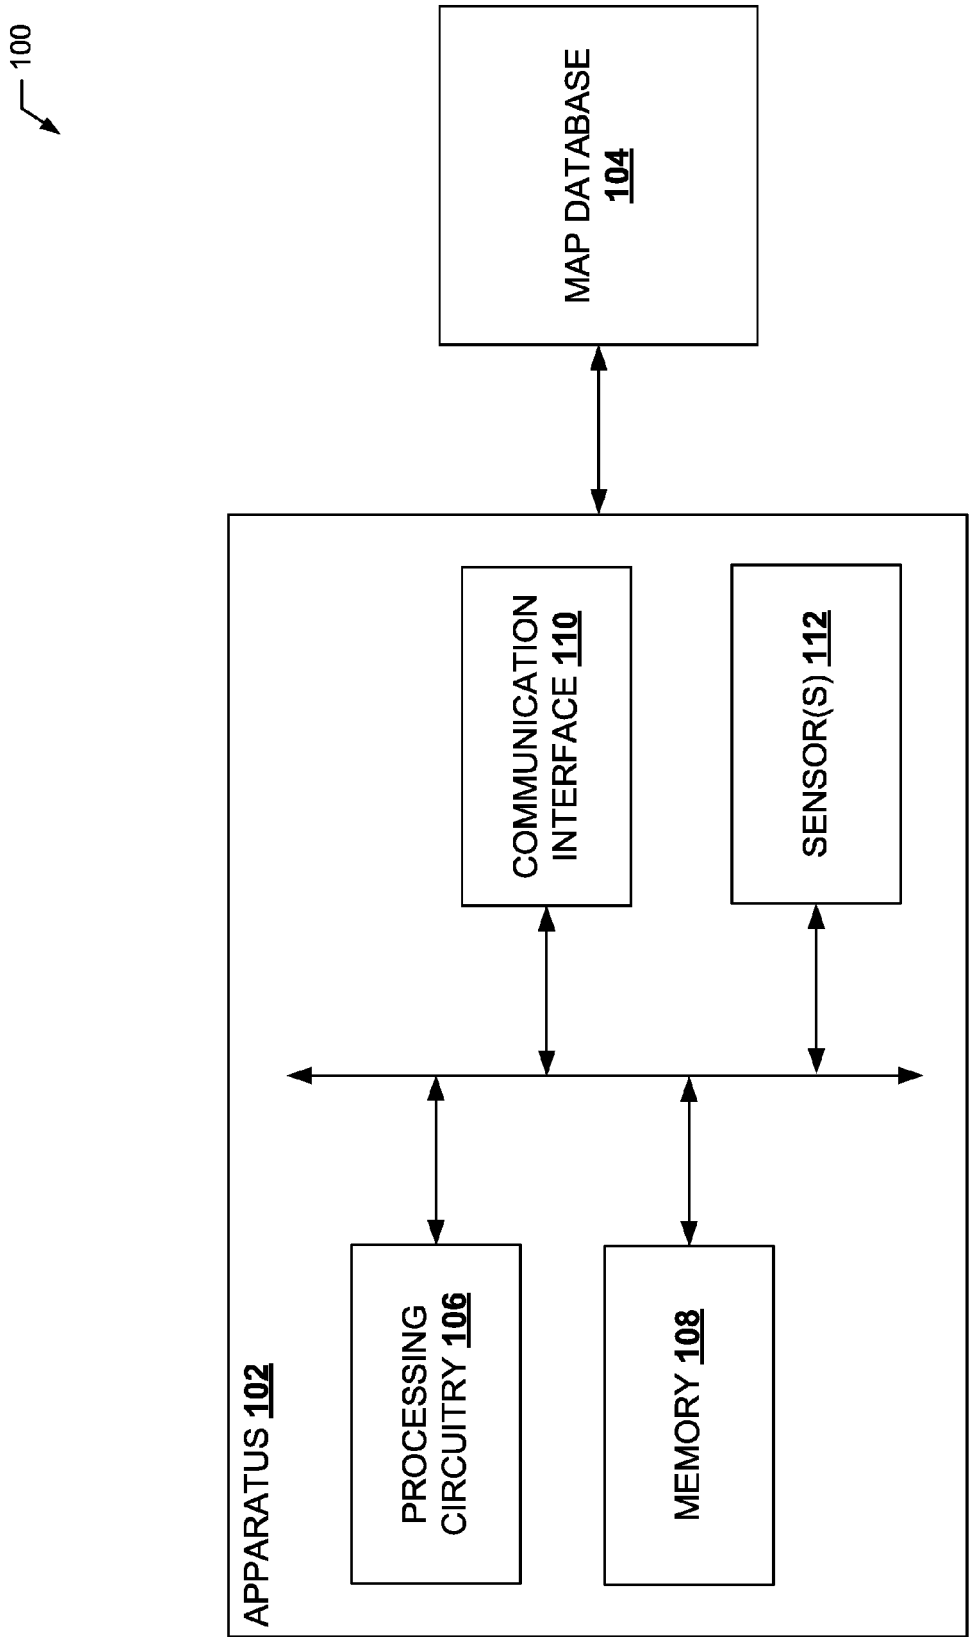 100
APPARATUS 102
PROCESSING
CIRCUITRY 106
COMMUNICATION
INTERFACE 110
MEMORY 108
SENSOR(S) 112
MAP DATABASE
104